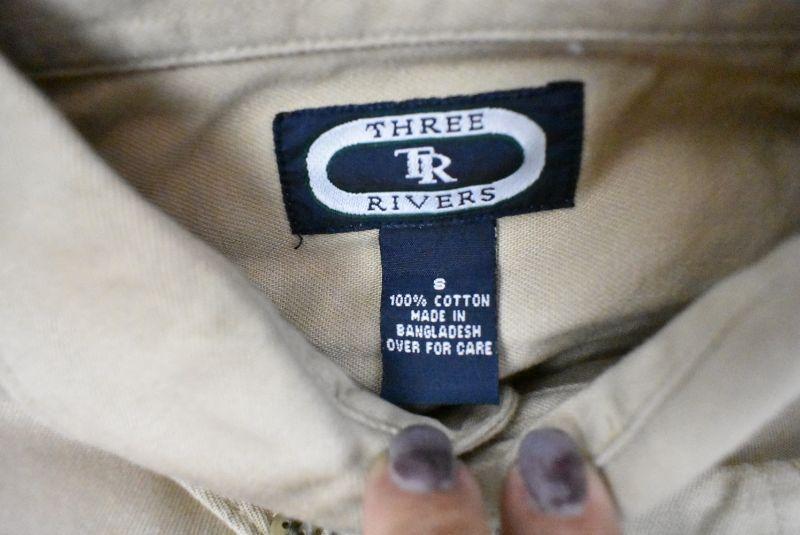 THREE
TR
RIVERS
S
100% COTTON
MADE IN
BANGLADESH
OVER FOR CARE